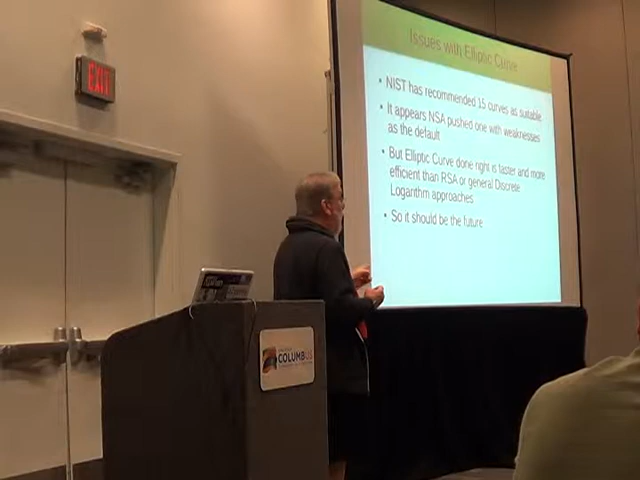 EXIT
Issues with Elliptic Curve
• NIST has recommended 15 curves as suitable.
• It appears NSA pushed one with weaknesses
as the default
• But Elliptic Curve done right is faster and more
efficient than RSA or general Discrete
Logarithm approaches
• So it should be the future
COLUMBUS